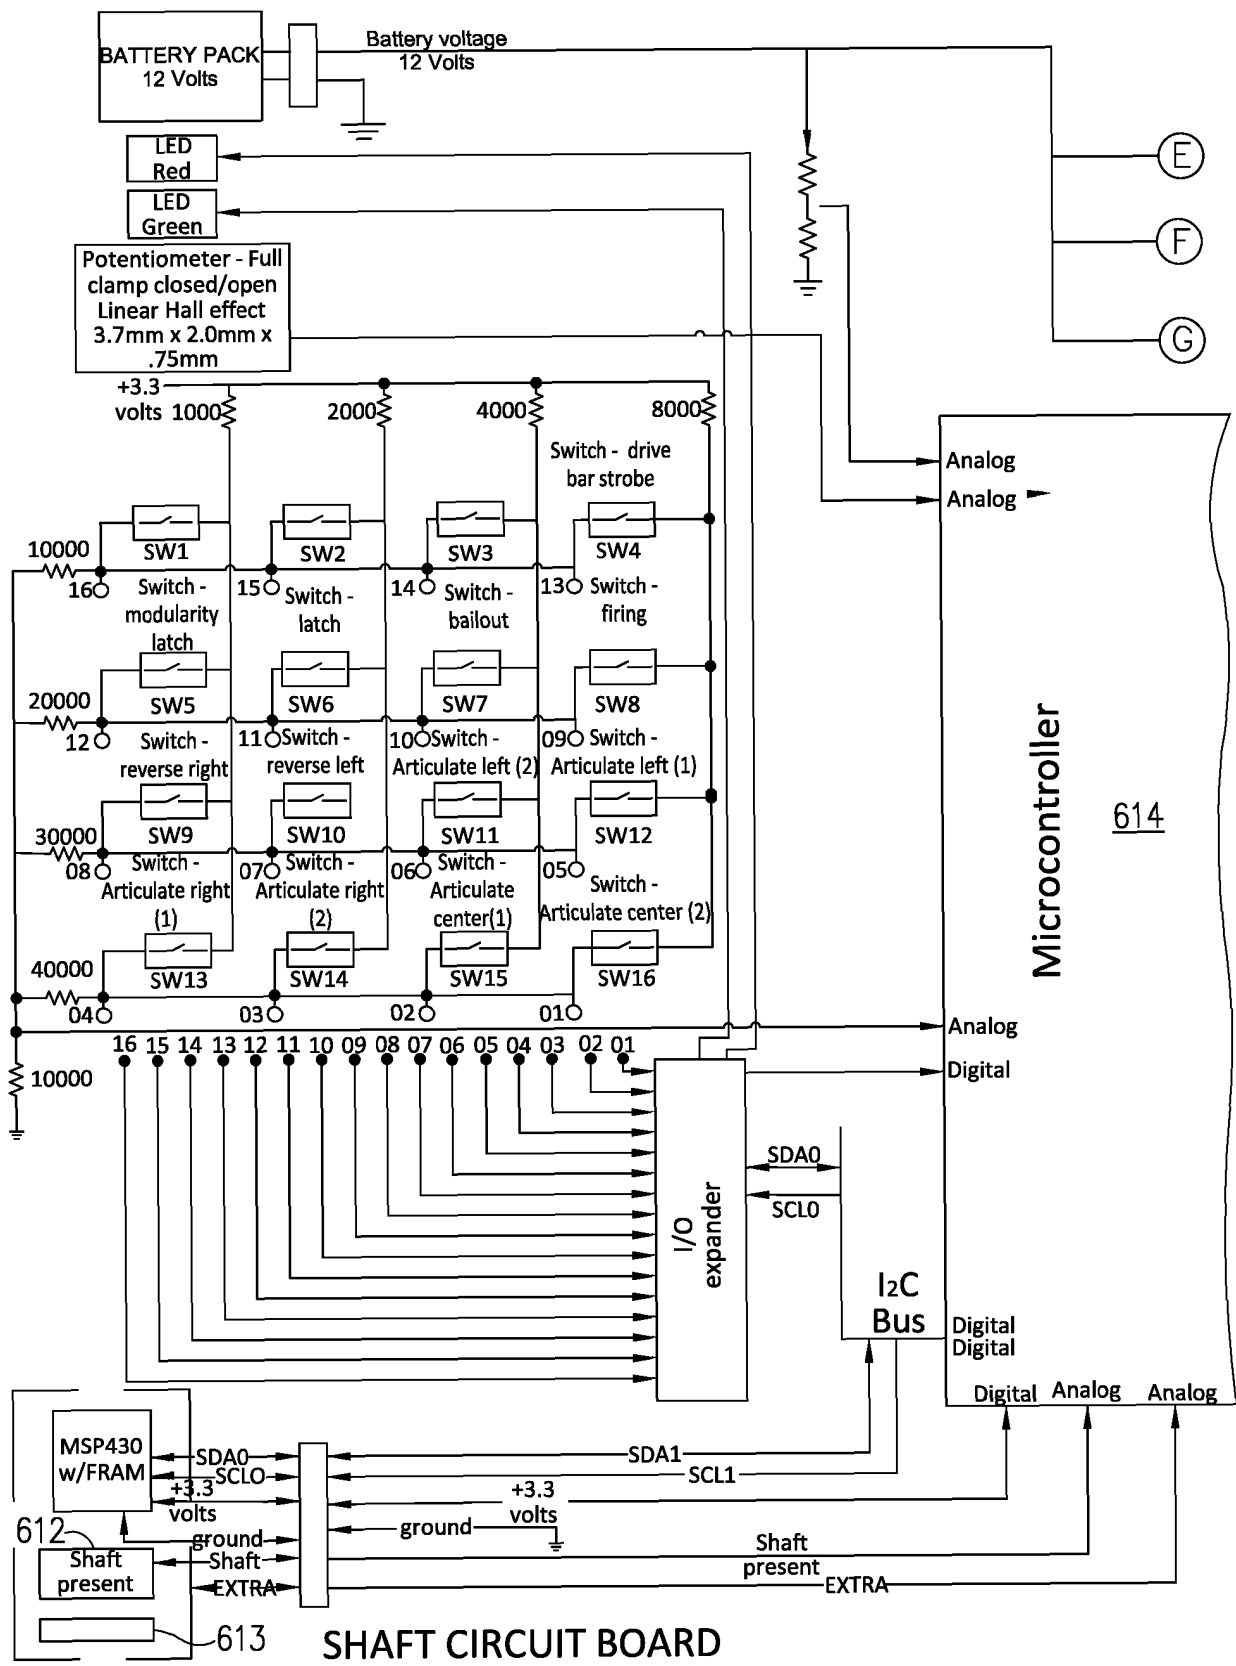 BATTERY PACK
12 Volts
Battery voltage
12 Volts
LED
Red
LED
Green
E
F
G
Potentiometer - Full
clamp closed/open
Linear Hall effect
3.7mm x 2.0mm x
.75mm
+3.3
volts
1000
2000
4000
8000
Switch - drive
bar strobe
Analog
Analog
SW1
SW2
SW3
SW4
10000
16
15
14
13
Switch -
modularity
latch
Switch -
latch
Switch -
bailout
Switch -
firing
SW5
SW6
SW7
SW8
20000
12
11
10
09
Switch -
reverse right
Switch -
reverse left
Switch -
Articulate left (2)
Switch -
Articulate left (1)
SW9
SW10
SW11
SW12
30000
08
07
06
05
Switch -
Articulate right
(1)
Switch -
Articulate right
(2)
Switch -
Articulate
center(1)
Switch -
Articulate center (2)
SW13
SW14
SW15
SW16
40000
04
03
02
01
Microcontroller
614
Analog
Digital
16 15 14 13 12 11 10 09 08 07 06 05 04 03 02 01
10000
I/O
expander
SDA0
SCL0
I2C
Bus
Digital
Digital
Digital
Analog
Analog
MSP430
w/FRAM
SDA0
SCLO
+3.3
volts
ground
Shaft
EXTRA
SDA1
SCL1
+3.3
volts
ground
Shaft
present
EXTRA
612
Shaft
present
613
SHAFT CIRCUIT BOARD